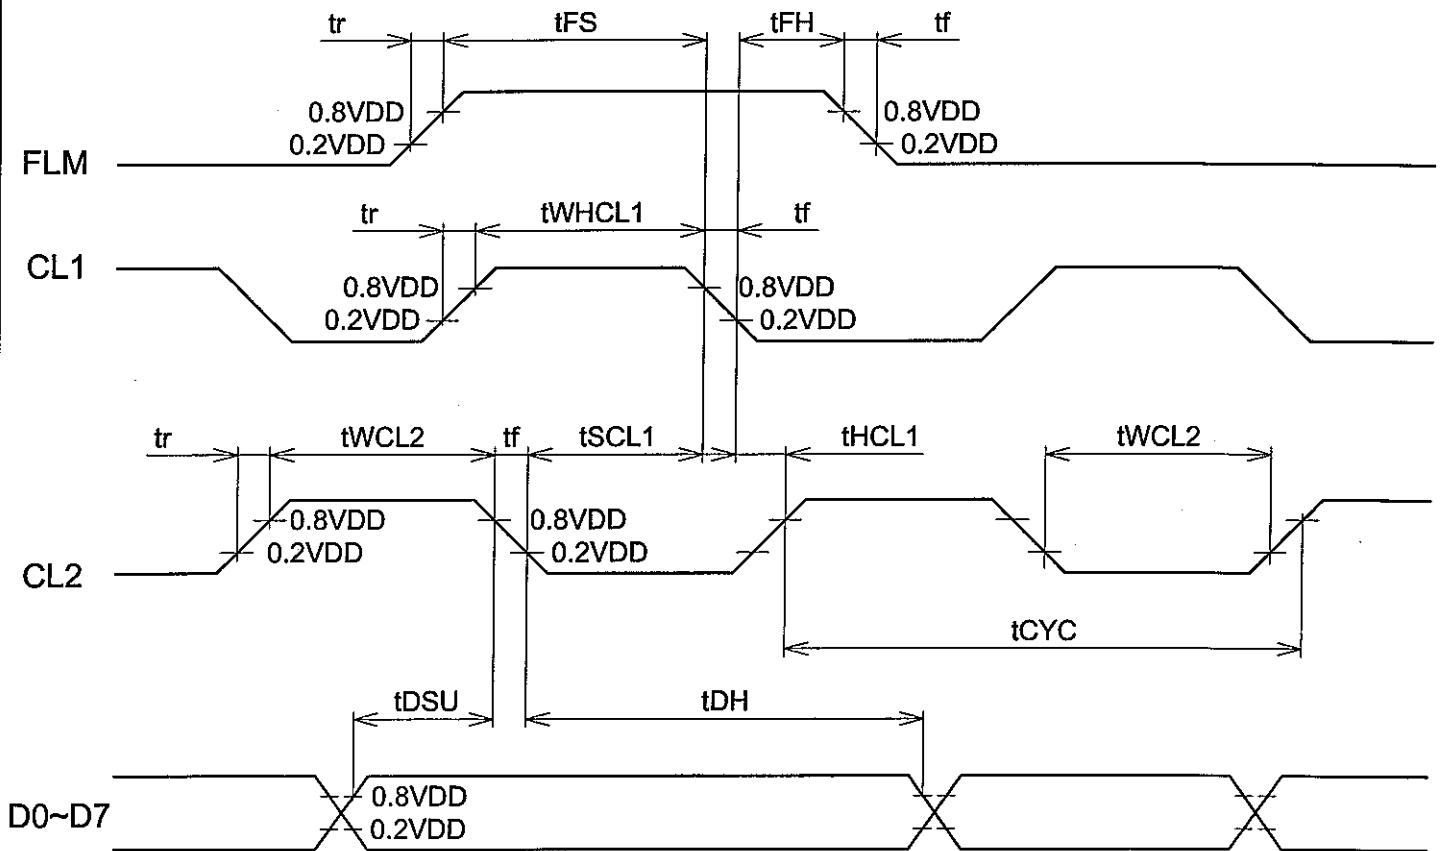 tr tFS tFH tf
0.8VDD 0.8VDD
0.2VDD 0.2VDD
FLM
tr tWHCL1 tf
CL1
0.8VDD 0.8VDD
0.2VDD 0.2VDD
tr tWCL2 tf tSCL1 tHCL1 tWCL2
0.8VDD 0.8VDD
0.2VDD 0.2VDD
CL2
tCYC
tDSU tDH
0.8VDD
D0~D7
0.2VDD